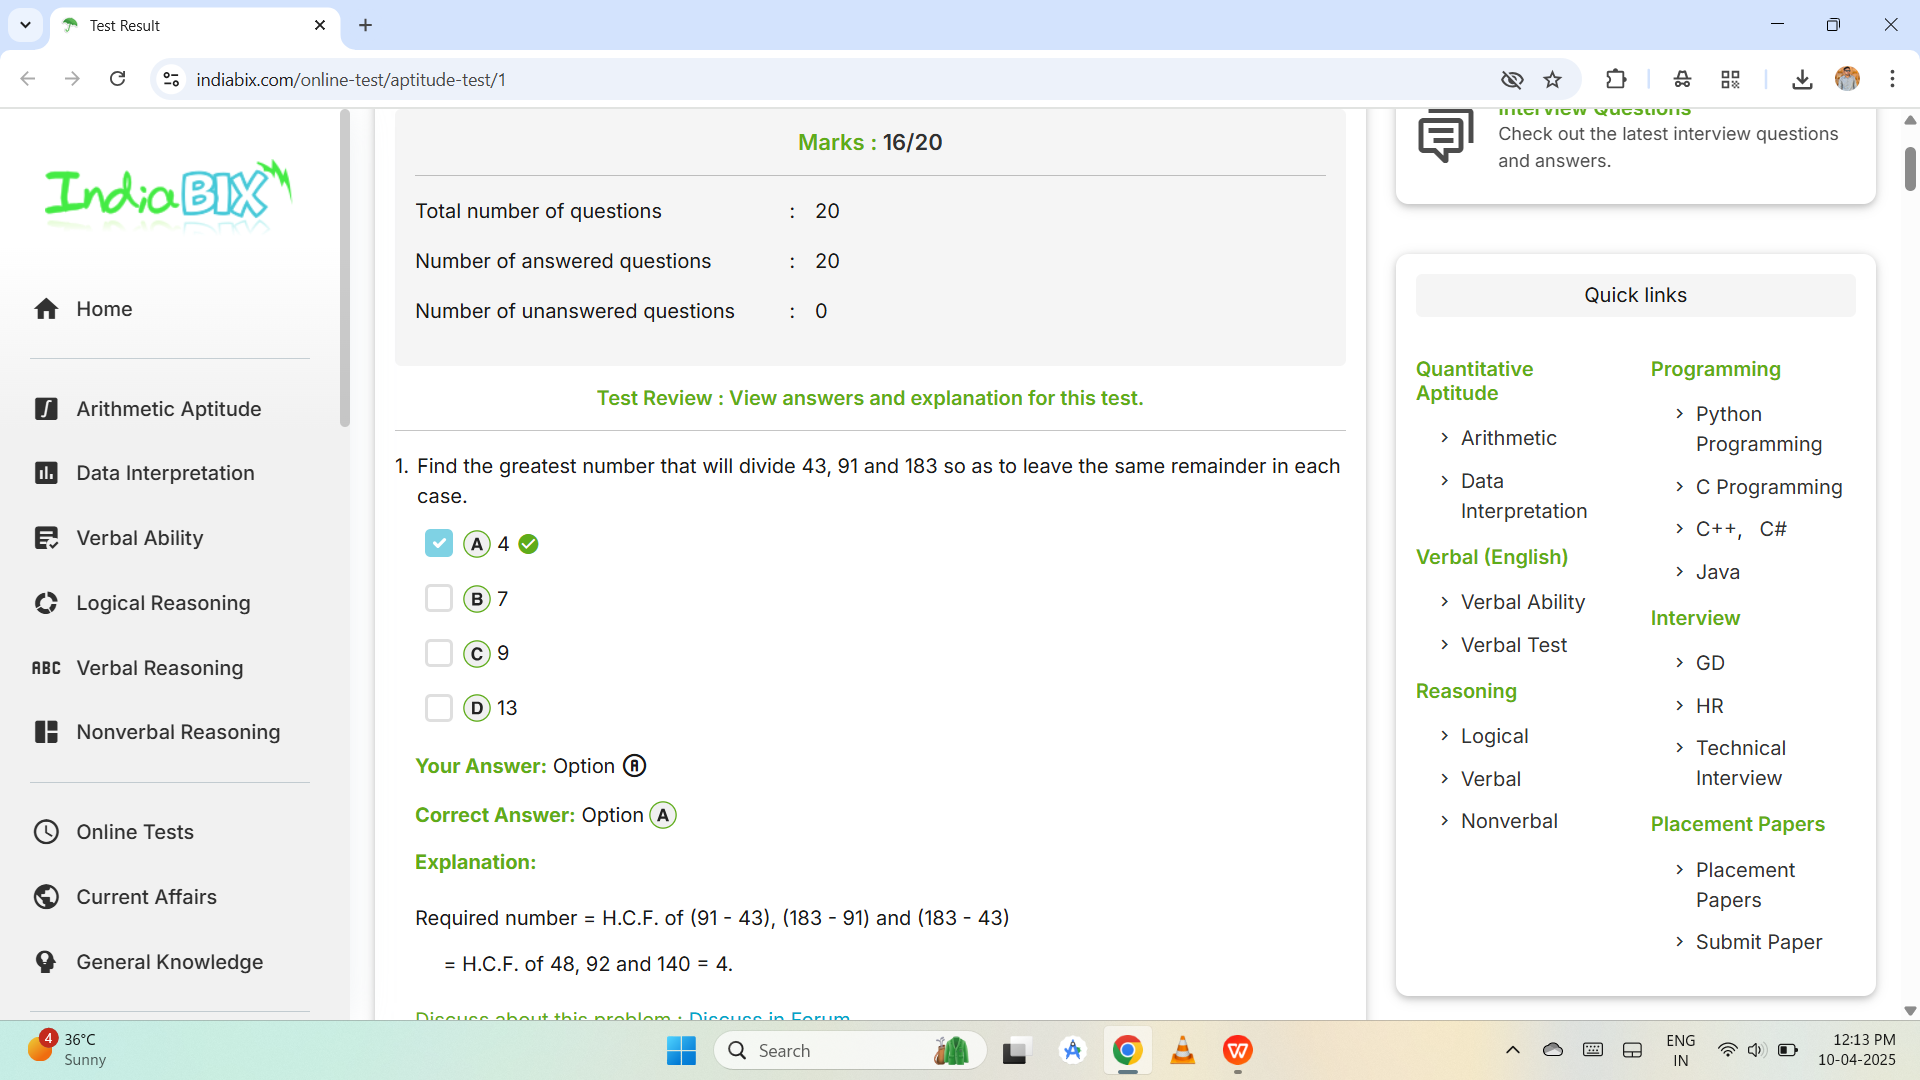 Test Result
indiabix.com/online-test/aptitude-test/1
IndiaBIX
Home
Arithmetic Aptitude
Data Interpretation
Verbal Ability
Logical Reasoning
ABC Verbal Reasoning
Nonverbal Reasoning
Online Tests
Current Affairs
General Knowledge
Marks : 16/20
Total number of questions : 20
Number of answered questions : 20
Number of unanswered questions : 0
Test Review : View answers and explanation for this test.
1. Find the greatest number that will divide 43, 91 and 183 so as to leave the same remainder in each
case.
A 4
B 7
C 9
D 13
Your Answer: Option A
Correct Answer: Option A
Explanation:
Required number = H.C.F. of (91 - 43), (183 - 91) and (183 - 43)
= H.C.F. of 48, 92 and 140 = 4.
Discuss about this problem : Discuss in Forum
Interview Questions
Check out the latest interview questions
and answers.
Quick links
Quantitative
Aptitude
Arithmetic
Data
Interpretation
Verbal (English)
Verbal Ability
Verbal Test
Reasoning
Logical
Verbal
Nonverbal
Programming
Python
Programming
C Programming
C++, C#
Java
Interview
GD
HR
Technical
Interview
Placement Papers
Placement
Papers
Submit Paper
4
36°C
Sunny
Search
ENG
IN
12:13 PM
10-04-2025